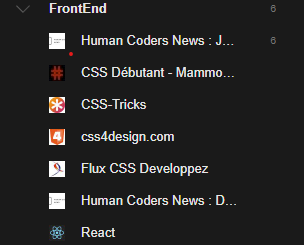 FrontEnd 6
Human Coders News : J... 6
CSS Débutant - Mammo...
CSS-Tricks
css4design.com
Flux CSS Developpez
Human Coders News : D...
React